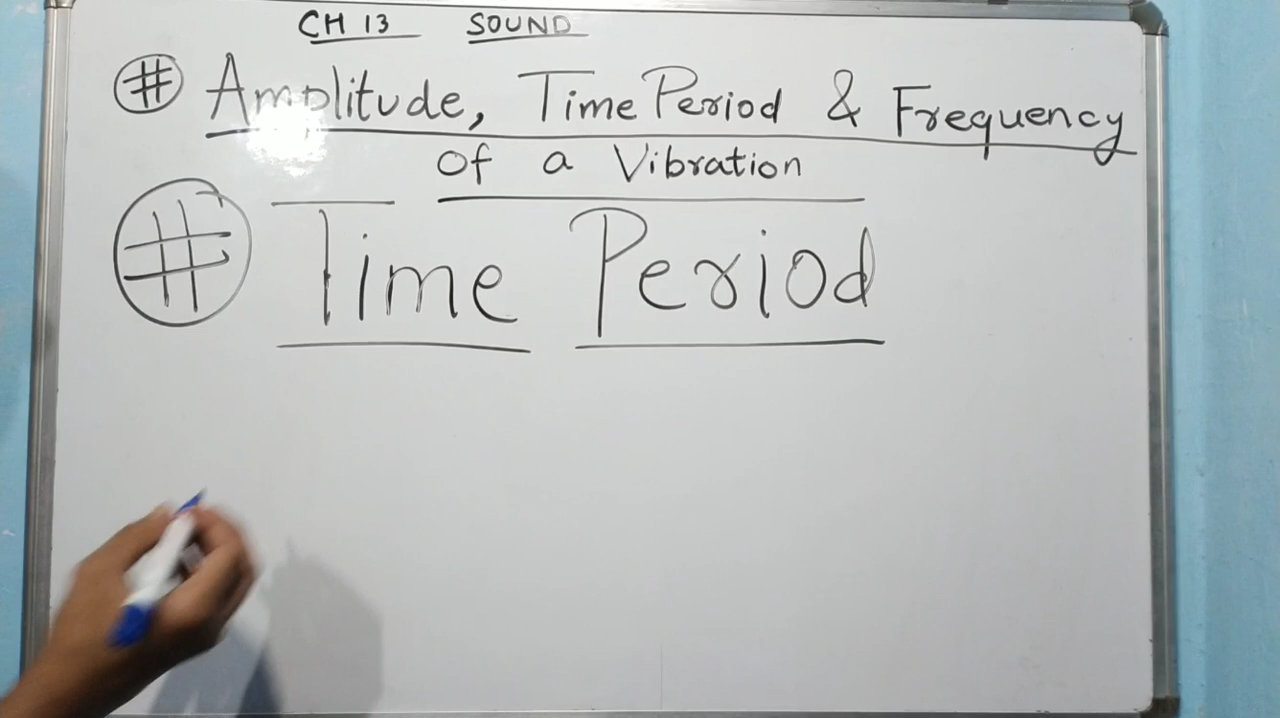 CH 13 SOUND
# Amplitude, Time Period & Frequency
of a Vibration
# Time Period